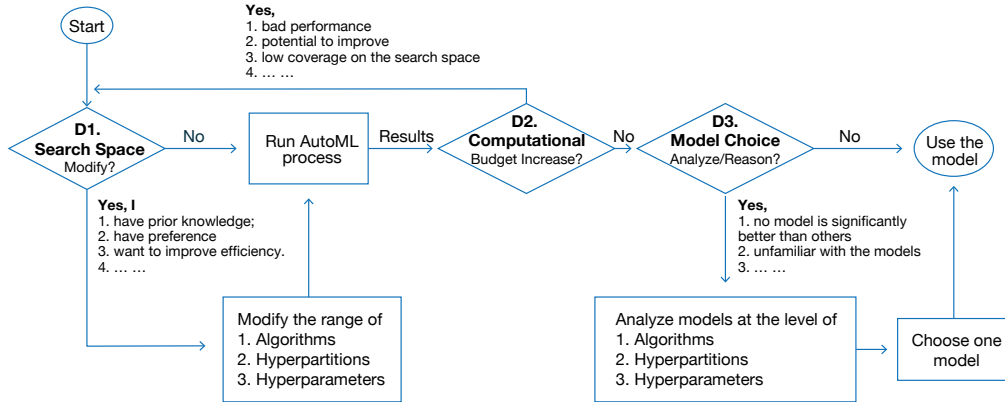 Start
Yes,
1. bad performance
2. potential to improve
3. low coverage on the search space
4. … …
D1.
Search Space
Modify?
No
Run AutoML
process
Results
D2.
Computational
Budget Increase?
No
D3.
Model Choice
Analyze/Reason?
No
Use the
model
Yes, I
1. have prior knowledge;
2. have preference
3. want to improve efficiency.
4. … …
Yes,
1. no model is significantly
better than others
2. unfamiliar with the models
3. … …
Modify the range of
1. Algorithms
2. Hyperpartitions
3. Hyperparameters
Analyze models at the level of
1. Algorithms
2. Hyperpartitions
3. Hyperparameters
Choose one
model